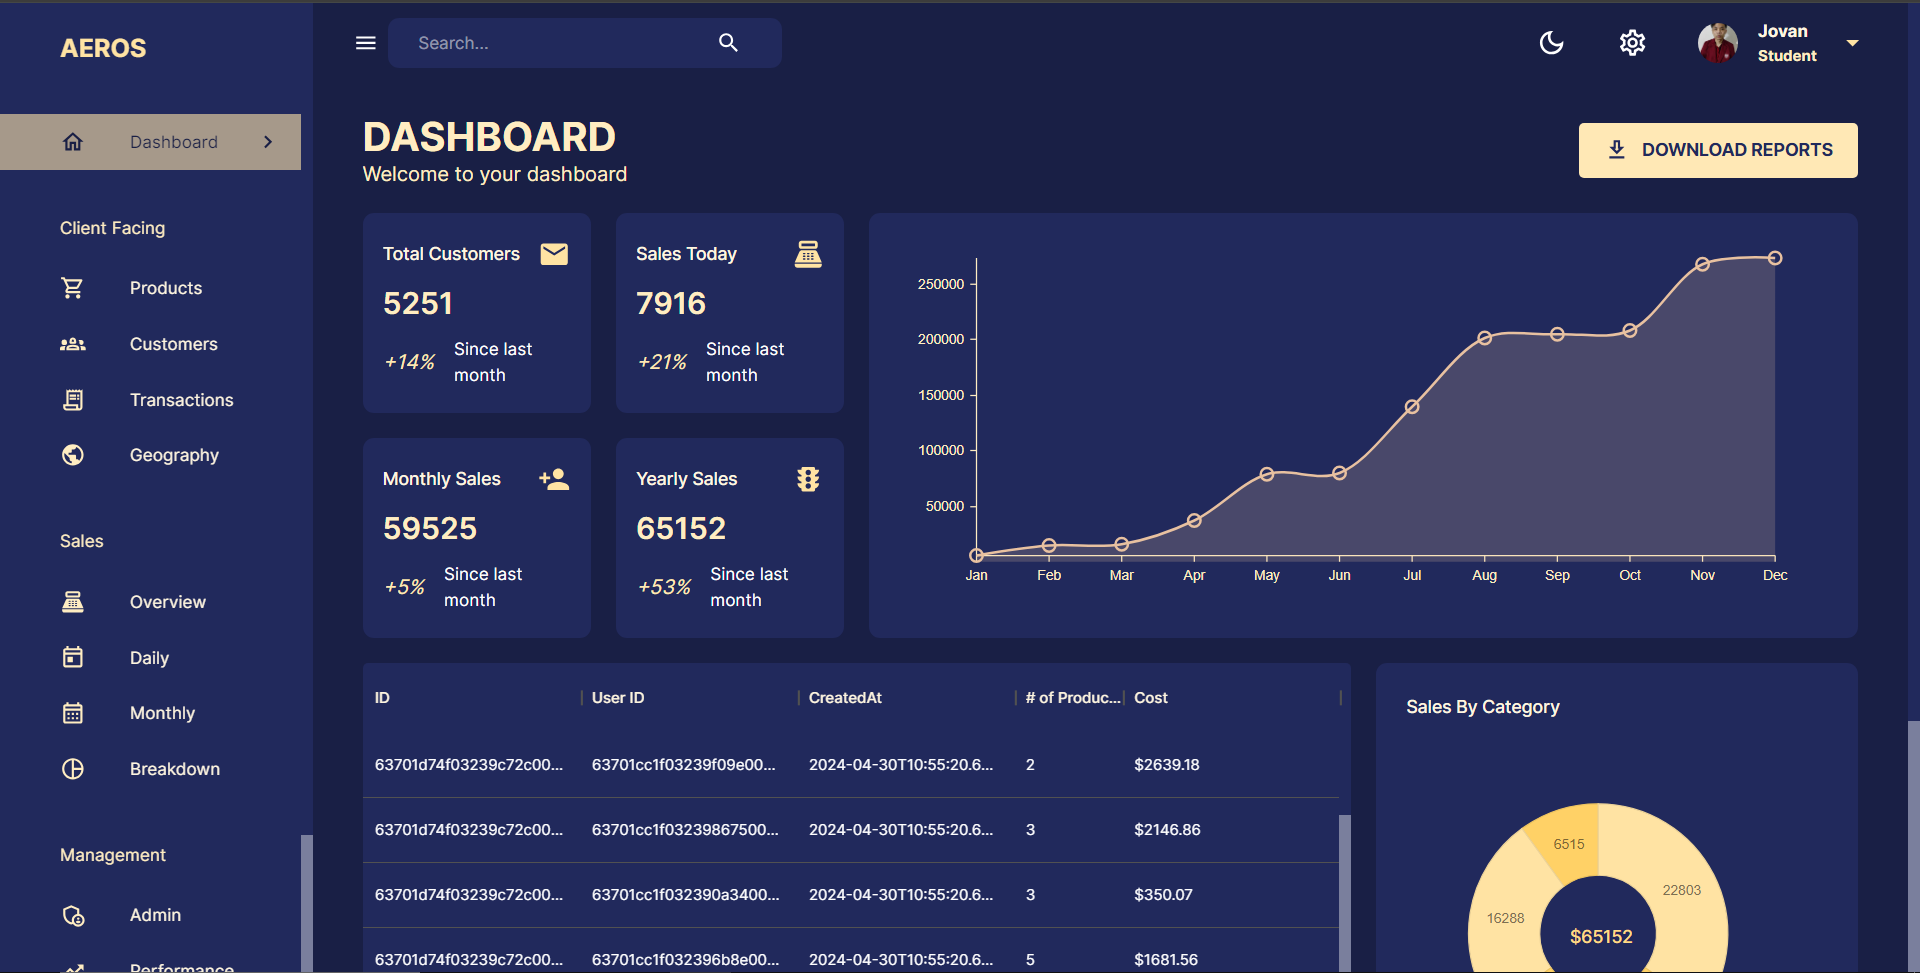 AEROS
Search...
Jovan
Student
Dashboard
Client Facing
Products
Customers
Transactions
Geography
Sales
Overview
Daily
Monthly
Breakdown
Management
Admin
Performance
DASHBOARD
Welcome to your dashboard
DOWNLOAD REPORTS
Total Customers
5251
+14%
Since last
month
Sales Today
7916
+21%
Since last
month
Monthly Sales
59525
+5%
Since last
month
Yearly Sales
65152
+53%
Since last
month
250000
200000
150000
100000
50000
Jan Feb Mar Apr May Jun Jul Aug Sep Oct Nov Dec
ID User ID CreatedAt # of Produc... Cost
63701d74f03239c72c00... 63701cc1f03239f09e00... 2024-04-30T10:55:20.6... 2 $2639.18
63701d74f03239c72c00... 63701cc1f03239867500... 2024-04-30T10:55:20.6... 3 $2146.86
63701d74f03239c72c00... 63701cc1f032390a3400... 2024-04-30T10:55:20.6... 3 $350.07
63701d74f03239c72c00... 63701cc1f032396b8e00... 2024-04-30T10:55:20.6... 5 $1681.56
Sales By Category
6515
22803
16288
$65152